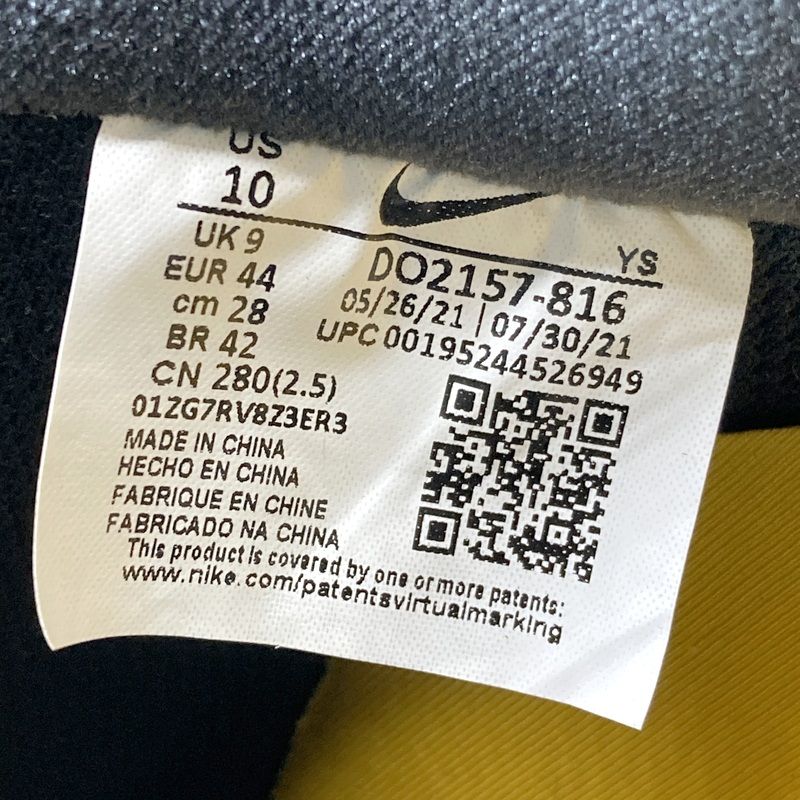 US
10
UK 9
EUR 44
cm 28
BR 42
CN 280(2.5)
01ZG7RV8Z3ER3
YS
DO2157-816
05/26/21 | 07/30/21
UPC 00195244526949
MADE IN CHINA
HECHO EN CHINA
FABRIQUE EN CHINE
FABRICADO NA CHINA
This product is covered by one or more patents:
www.nike.com/patentsvirtualmarking